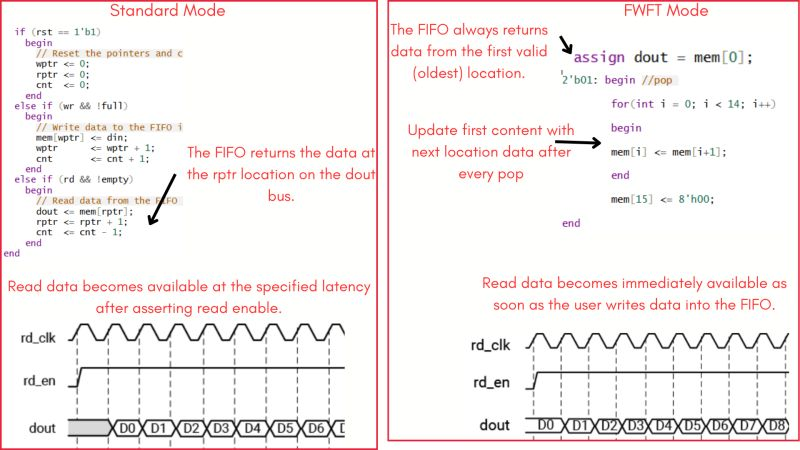 Standard Mode
if (rst == 1'b1)
begin
// Reset the pointers and c
wptr <= 0;
rptr <= 0;
cnt <= 0;
end
else if (wr && !full)
begin
// Write data to the FIFO i
mem[wptr] <= din;
wptr <= wptr + 1;
cnt <= cnt + 1;
end
else if (rd && !empty)
begin
// Read data from the FIFO
dout <= mem[rptr];
rptr <= rptr + 1;
cnt <= cnt - 1;
end
end
The FIFO returns the data at
the rptr location on the dout
bus.
Read data becomes available at the specified latency
after asserting read enable.
rd_clk
rd_en
dout D0 D1 D2 D3 D4 D5 D6
FWFT Mode
The FIFO always returns
data from the first valid
(oldest) location.
assign dout = mem[0];
2'b01: begin //pop
for(int i = 0; i < 14; i++)
begin
mem[i] <= mem[i+1];
end
mem[15] <= 8'h00;
end
Update first content with
next location data after
every pop
Read data becomes immediately available as
soon as the user writes data into the FIFO.
rd_clk
rd_en
dout D0 D1 D2 D3 D4 D5 D6 D7 D8